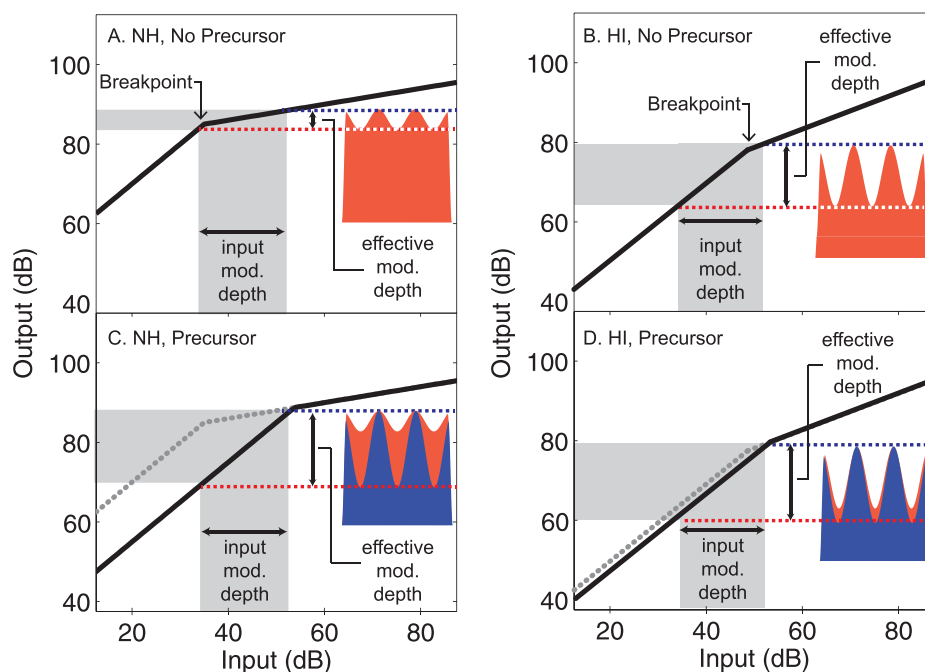 A. NH, No Precursor
Breakpoint
input
mod.
depth
effective
mod.
depth
100
80
60
40
Output (dB)
B. HI, No Precursor
effective
mod.
depth
Breakpoint
input
mod.
depth
100
80
60
40
Output (dB)
C. NH, Precursor
input
mod.
depth
effective
mod.
depth
100
80
60
40
20
40
60
80
Input (dB)
D. HI, Precursor
effective
mod.
depth
input
mod.
depth
100
80
60
40
20
40
60
80
Input (dB)